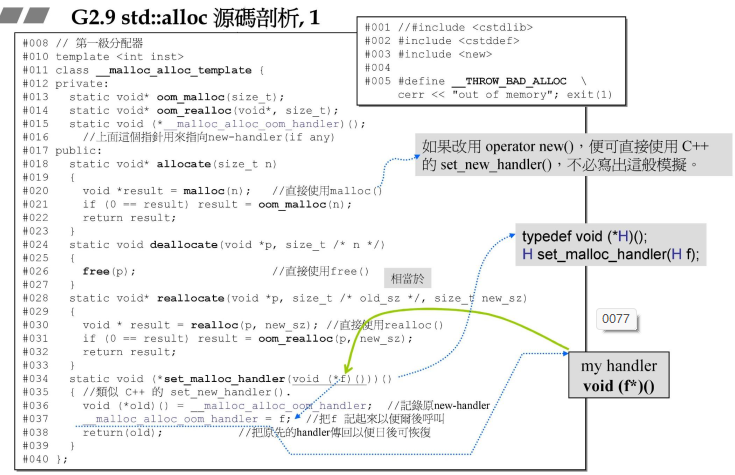 G2.9 std::alloc 源碼剖析, 1
#001 //#include <cstdlib>
#002 #include <cstddef>
#003 #include <new>
#004
#005 #define __THROW_BAD_ALLOC \
cerr << "out of memory"; exit(1)
#008 // 第一級分配器
#010 template <int inst>
#011 class __malloc_alloc_template {
#012 private:
#013 static void* oom_malloc(size_t);
#014 static void* oom_realloc(void*, size_t);
#015 static void (*__malloc_alloc_oom_handler)();
#016 //上面這個指針用來指向new-handler(if any)
#017 public:
#018 static void* allocate(size_t n)
#019 {
#020 void *result = malloc(n); //直接使用malloc()
#021 if (0 == result) result = oom_malloc(n);
#022 return result;
#023 }
#024 static void deallocate(void *p, size_t /* n */)
#025 {
#026 free(p); //直接使用free()
#027 }
#028 static void* reallocate(void *p, size_t /* old_sz */, size_t new_sz)
#029 {
#030 void * result = realloc(p, new_sz); //直接使用realloc()
#031 if (0 == result) result = oom_realloc(p, new_sz);
#032 return result;
#033 }
#034 static void (*set_malloc_handler(void (*f)()))()
#035 { //類似 C++ 的 set_new_handler().
#036 void (*old)() = __malloc_alloc_oom_handler; //記錄原new-handler
#037 __malloc_alloc_oom_handler = f; //把f 記起來以便爾後呼叫
#038 return(old); //把原先的handler傳回以便日後可恢復
#039 }
#040 };
如果改用 operator new()，便可直接使用 C++
的 set_new_handler()，不必寫出這般模擬。
typedef void (*H)();
H set_malloc_handler(H f);
相當於
0077
my handler
void (f*)()